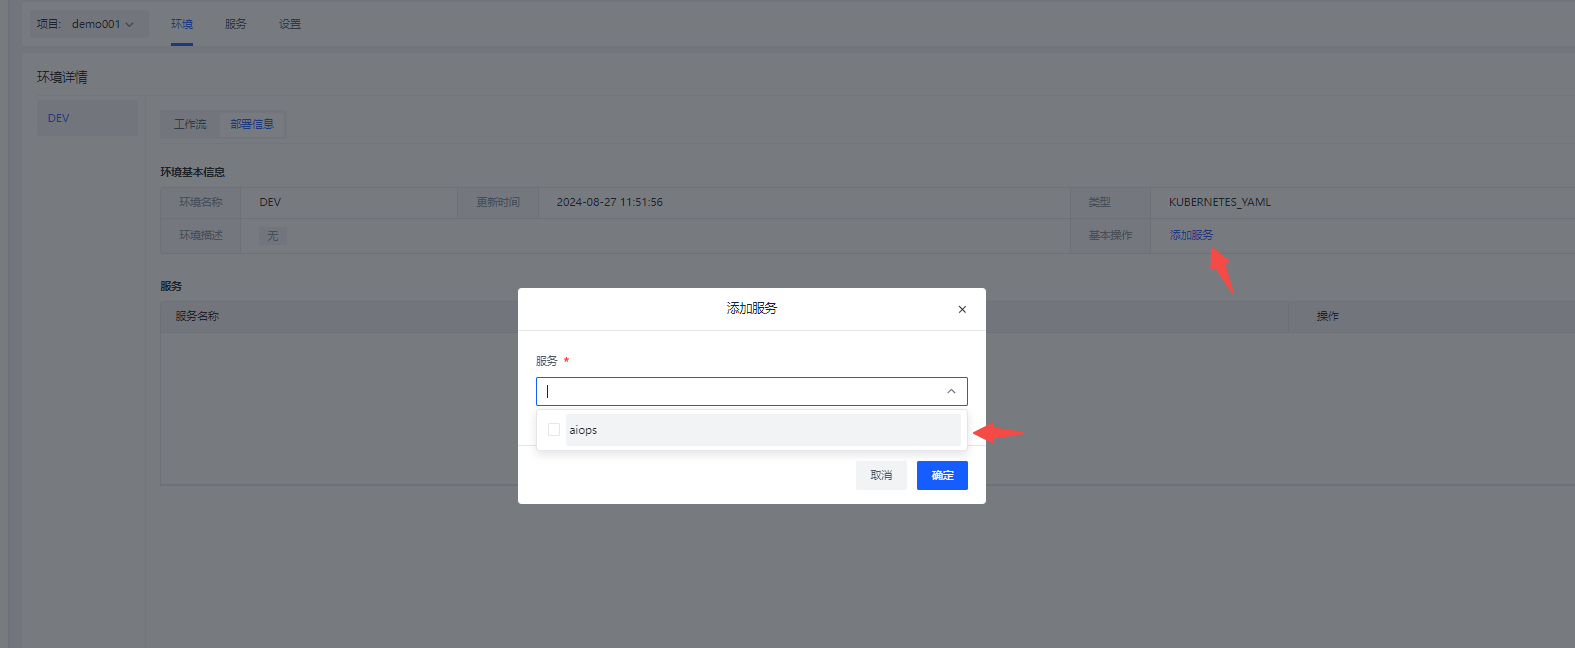 项目: demo001 环境 服务 设置
环境详情
DEV
工作流 部署信息
环境基本信息
环境名称 DEV 更新时间 2024-08-27 11:51:56 类型 KUBERNETES_YAML
环境描述 无 基本操作 添加服务
服务
服务名称 操作
添加服务
服务 *
aiops
取消 确定